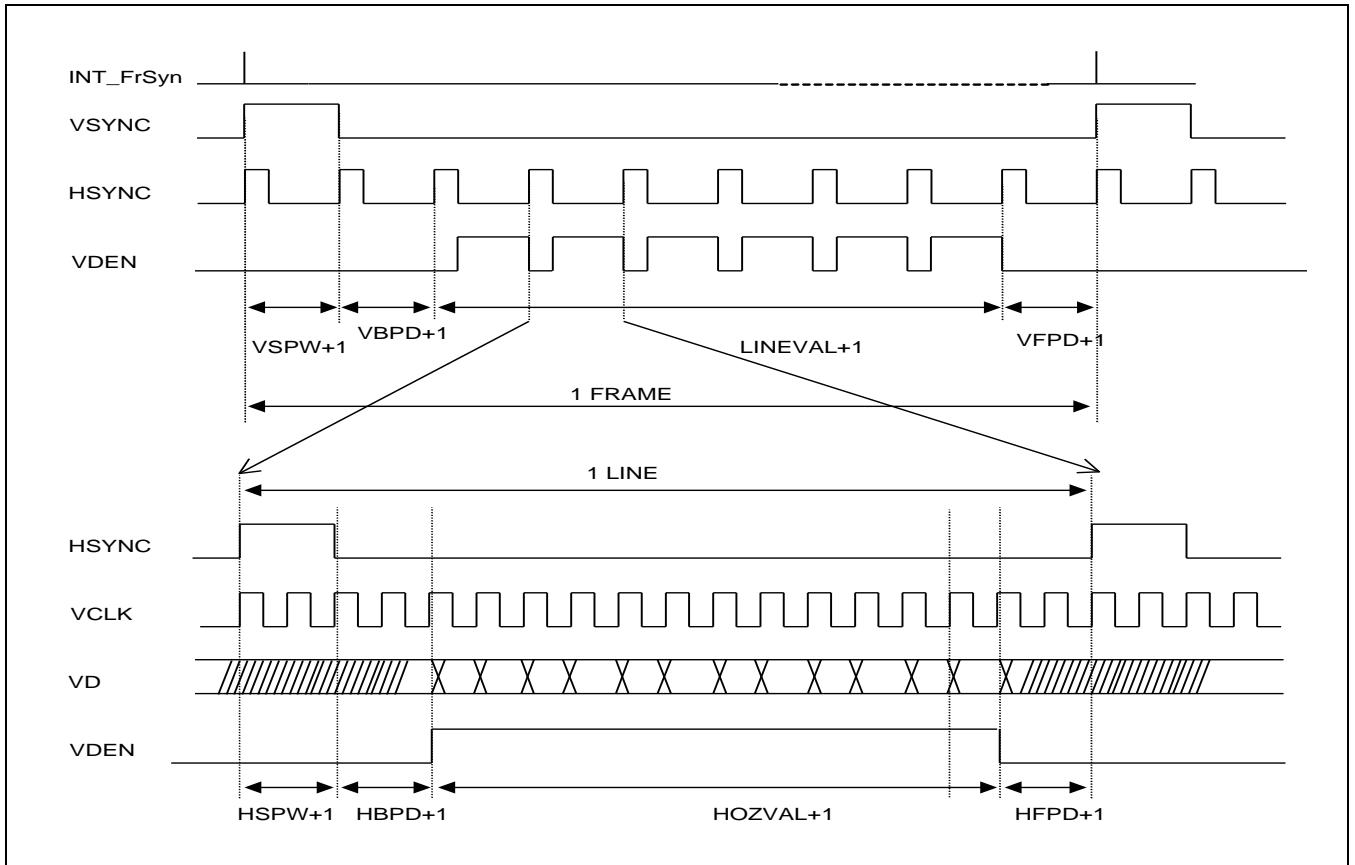 INT_FrSyn
VSYNC
HSYNC
VDEN
VSPW+1
VBPD+1
LINEVAL+1
VFPD+1
1 FRAME
1 LINE
HSYNC
VCLK
VD
VDEN
HSPW+1
HBPD+1
HOZVAL+1
HFPD+1